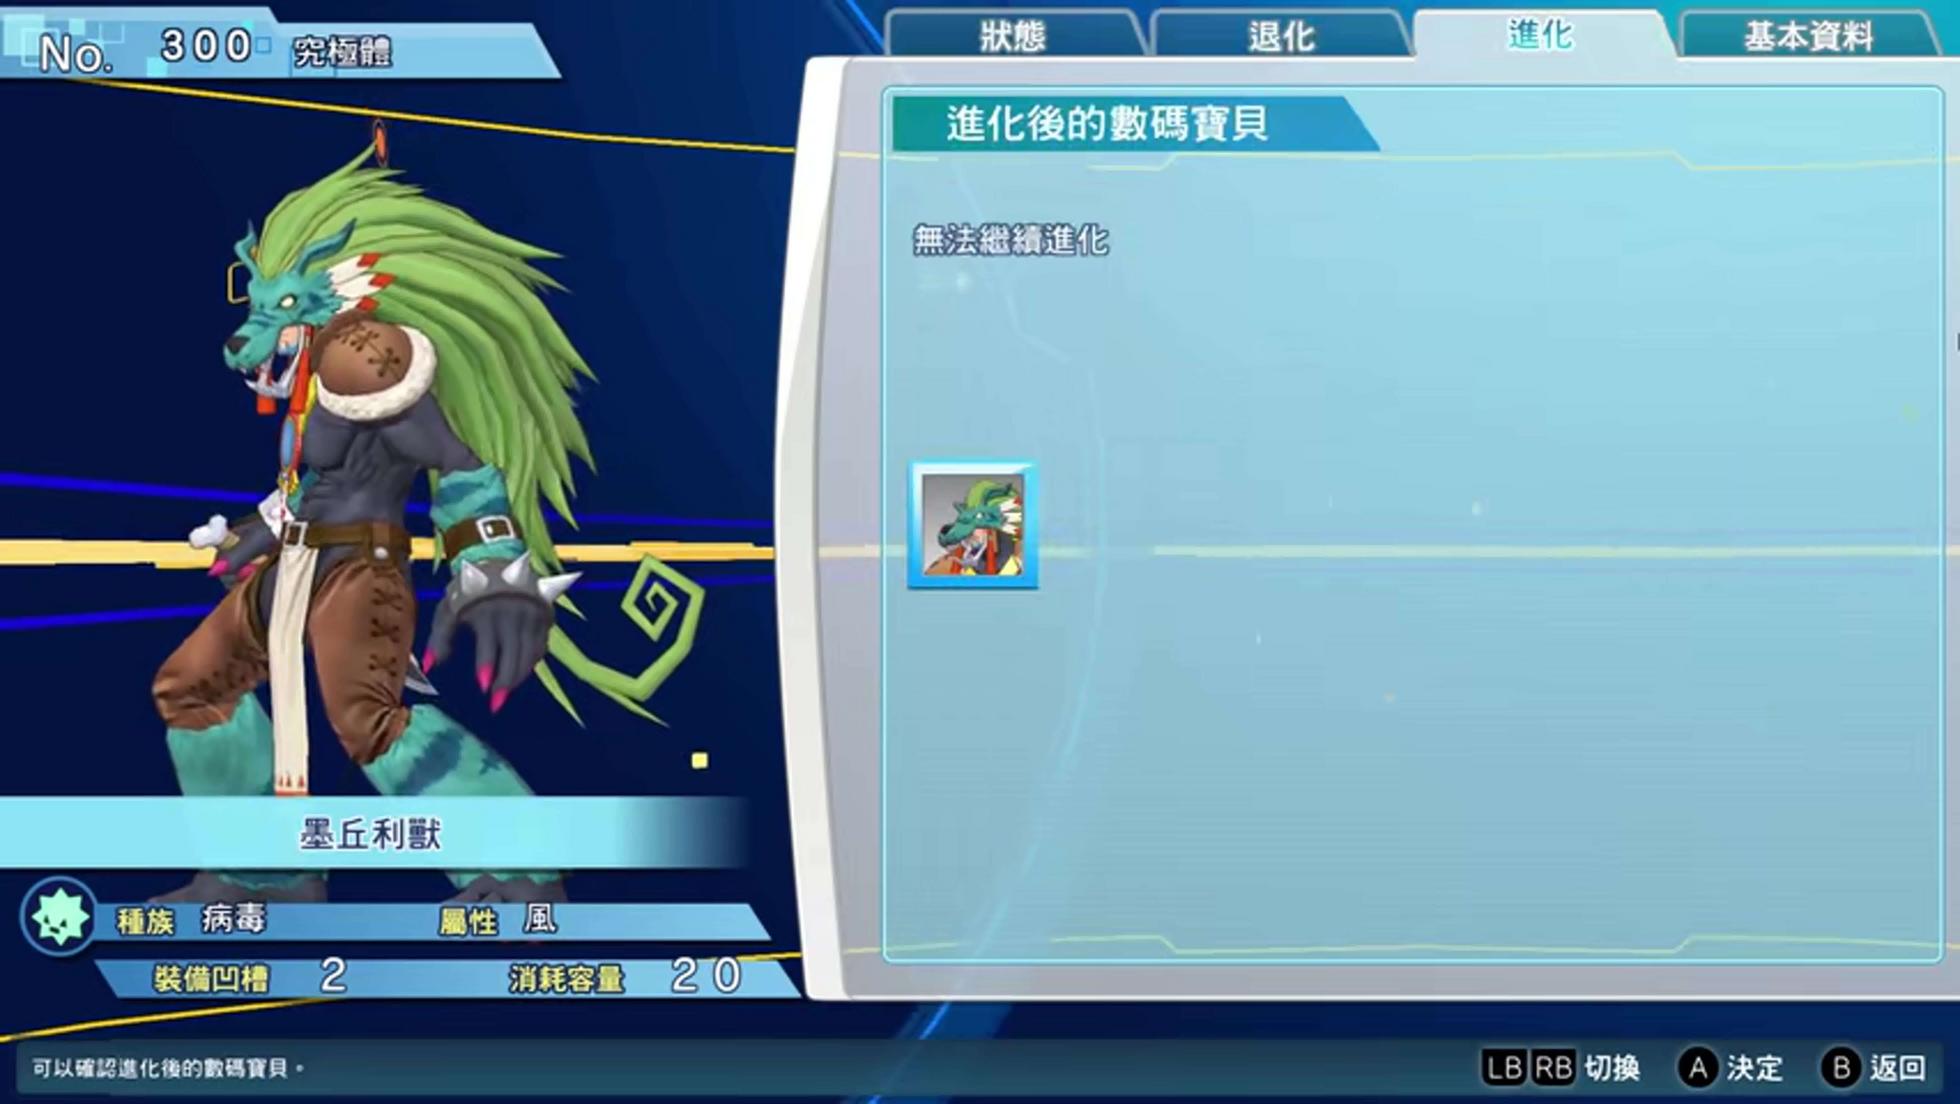 No. 300 究極體
狀態 退化 進化 基本資料
進化後的數碼寶貝
無法繼續進化
墨丘利獸
種族 病毒 屬性 風
裝備凹槽 2 消耗容量 20
可以確認進化後的數碼寶貝。
LB RB 切換 A 決定 B 返回